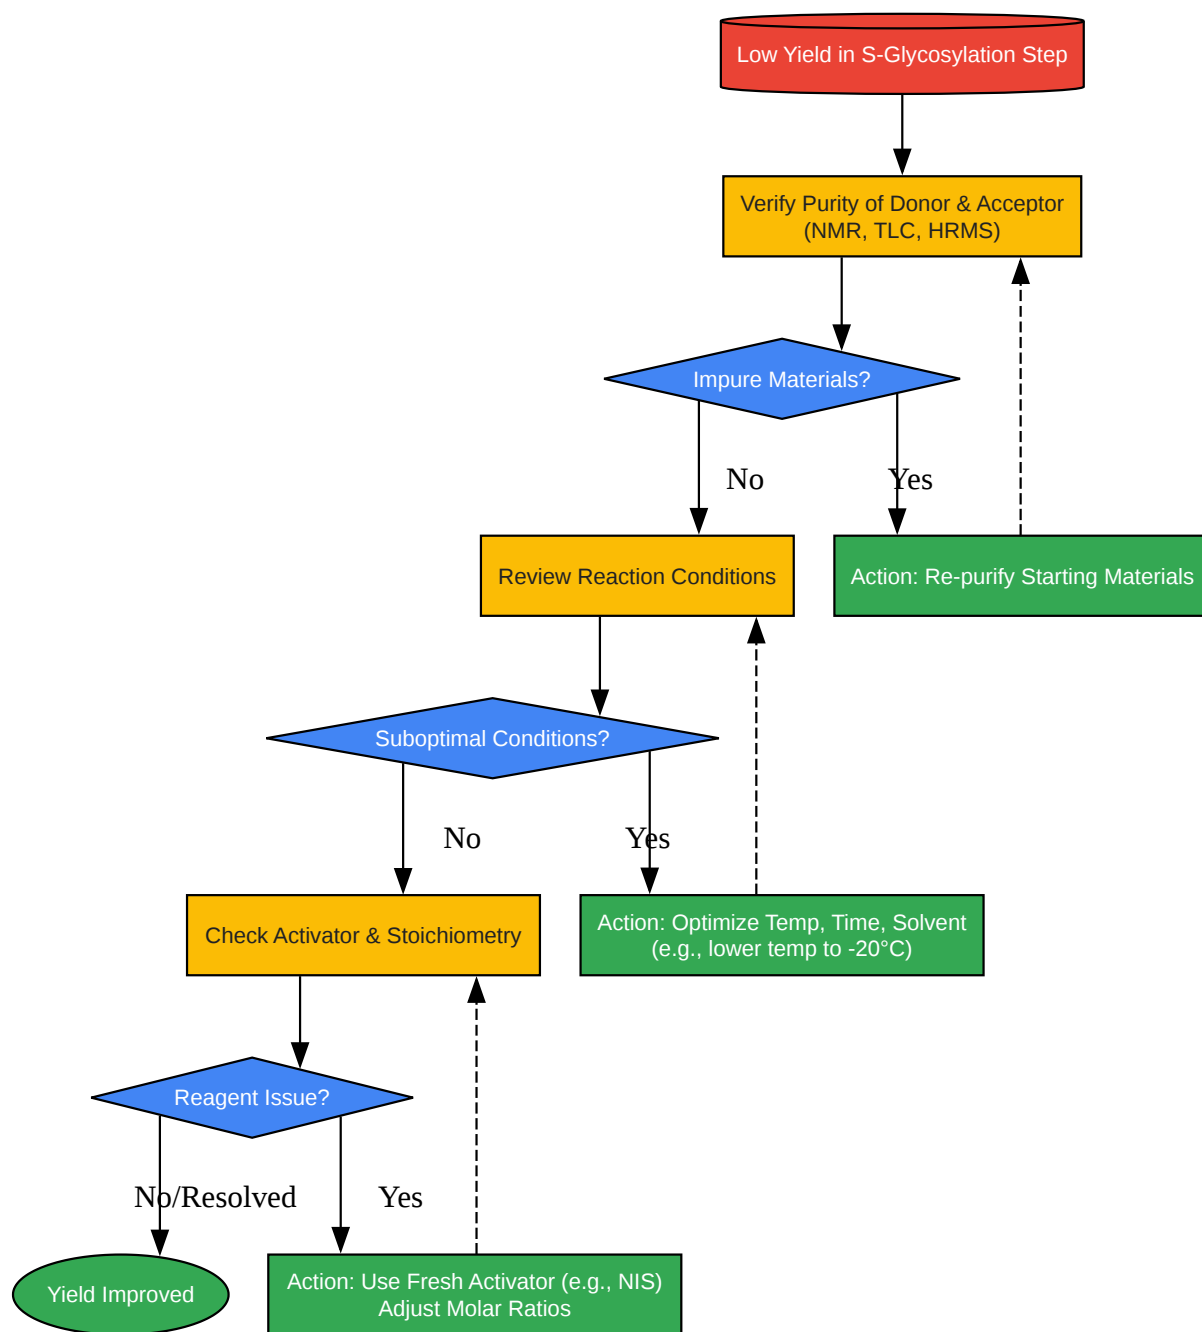 Low Yield in S-Glycosylation Step
Verify Purity of Donor & Acceptor
(NMR, TLC, HRMS)
Impure Materials?
No
Yes
Review Reaction Conditions
Action: Re-purify Starting Materials
Suboptimal Conditions?
No
Yes
Check Activator & Stoichiometry
Action: Optimize Temp, Time, Solvent
(e.g., lower temp to -20°C)
Reagent Issue?
No/Resolved
Yes
Yield Improved
Action: Use Fresh Activator (e.g., NIS)
Adjust Molar Ratios